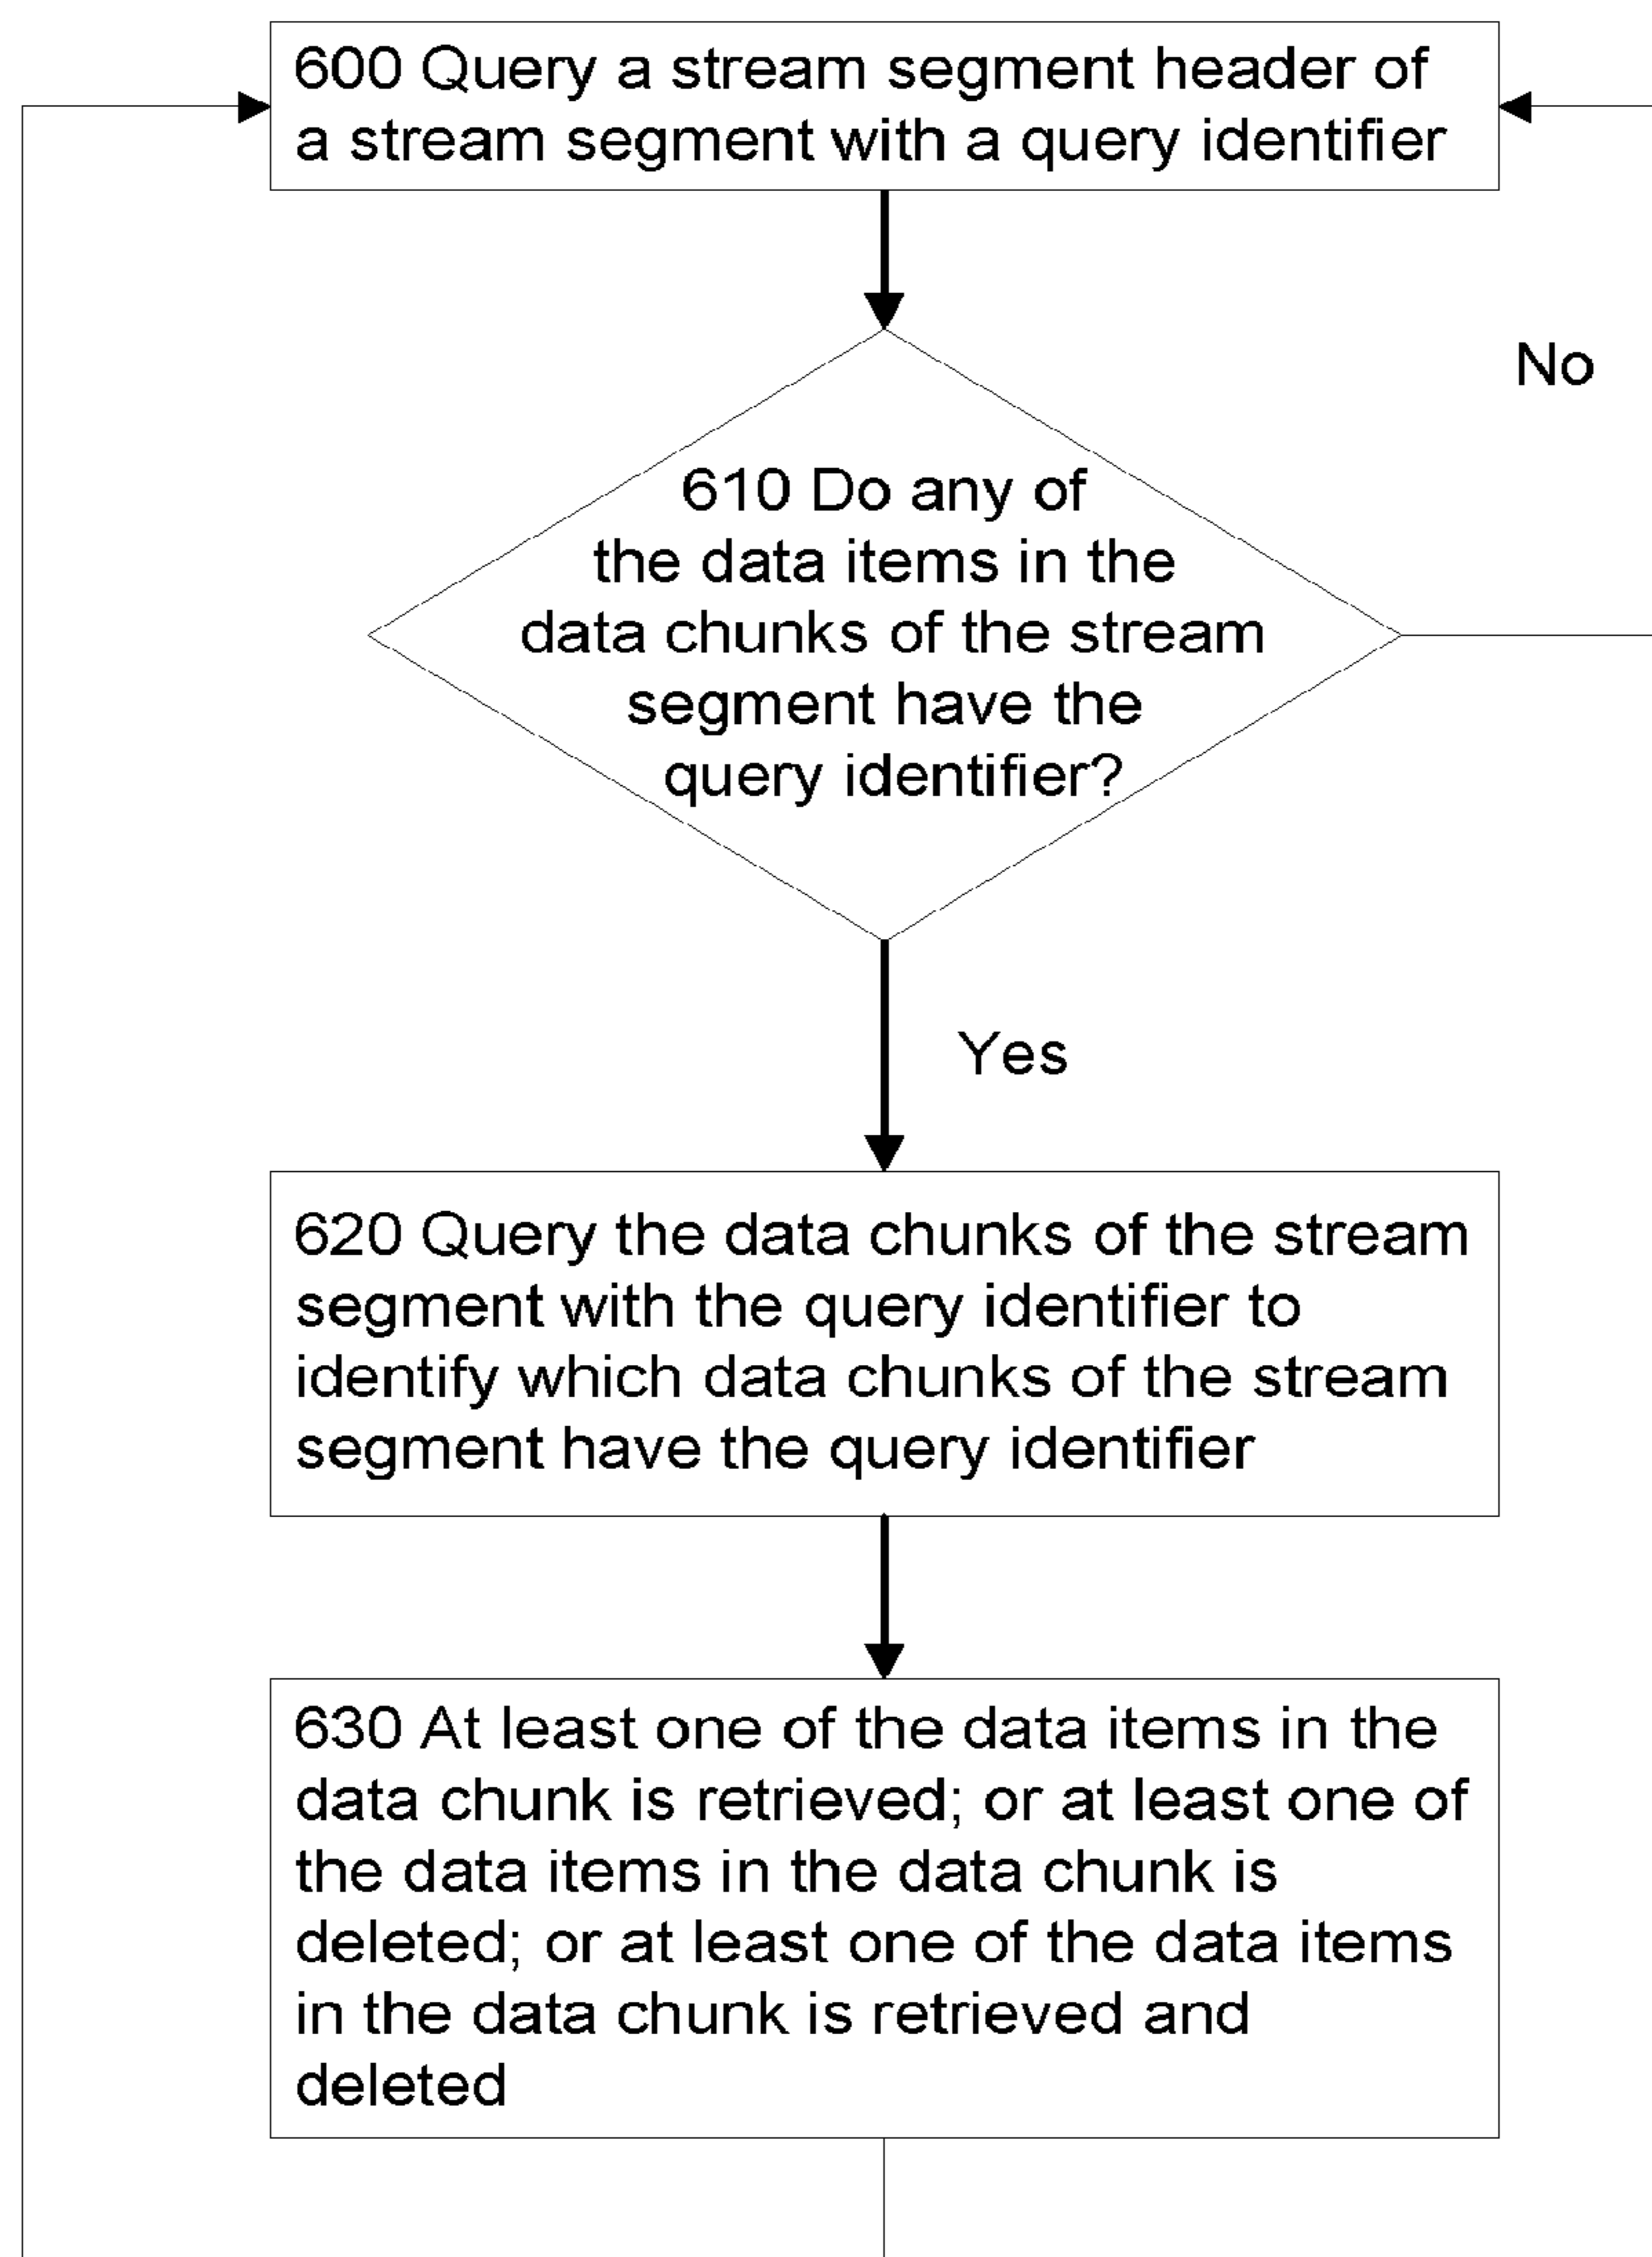 600 Query a stream segment header of
a stream segment with a query identifier
No
610 Do any of
the data items in the
data chunks of the stream
segment have the
query identifier?
Yes
620 Query the data chunks of the stream
segment with the query identifier to
identify which data chunks of the stream
segment have the query identifier
630 At least one of the data items in the
data chunk is retrieved; or at least one of
the data items in the data chunk is
deleted; or at least one of the data items
in the data chunk is retrieved and
deleted